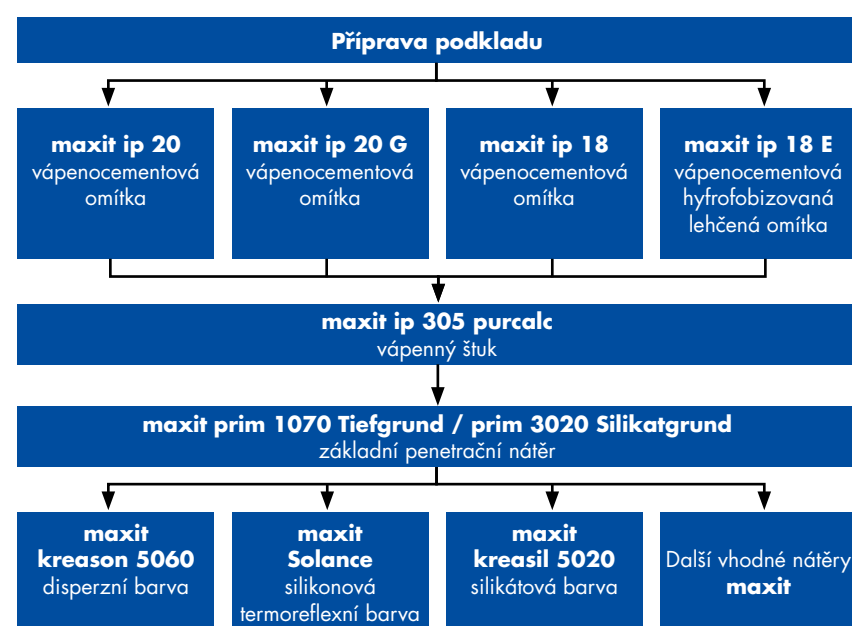 Příprava podkladu
maxit ip 20
vápenocementová
omítka
maxit ip 20 G
vápenocementová
omítka
maxit ip 18
vápenocementová
omítka
maxit ip 18 E
vápenocementová
hyfrofobizovaná
lehčená omítka
maxit ip 305 purcalc
vápenný štuk
maxit prim 1070 Tiefgrund / prim 3020 Silikatgrund
základní penetrační nátěr
maxit
kreason 5060
disperzní barva
maxit
Solance
silikonová
termoreflexní barva
maxit
kreasil 5020
silikátová barva
Další vhodné nátěry
maxit